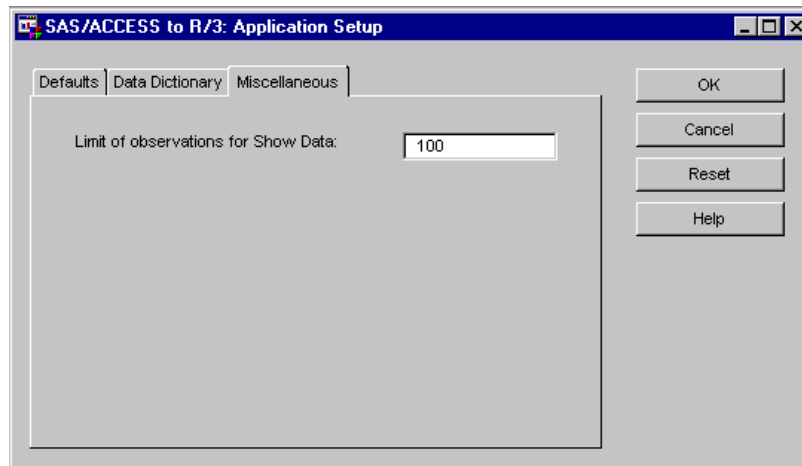 SAS/ACCESS to R/3: Application Setup
Defaults
Data Dictionary
Miscellaneous
Limit of observations for Show Data:
100
OK
Cancel
Reset
Help